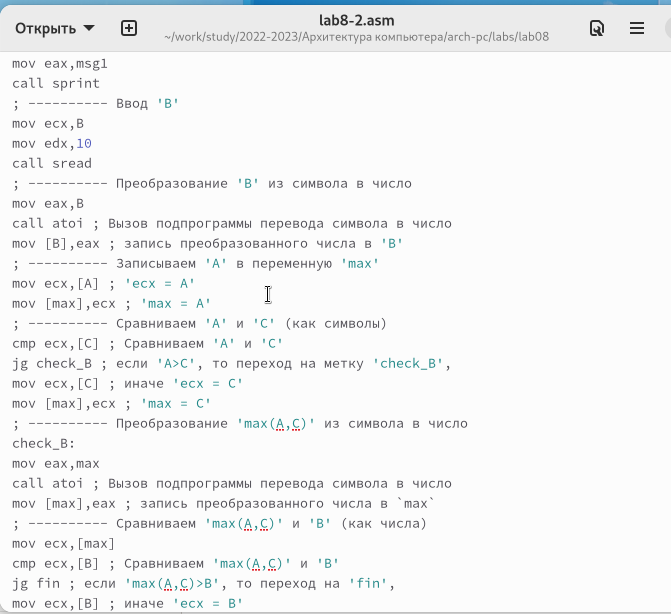 Открыть
lab8-2.asm
~/work/study/2022-2023/Архитектура компьютера/arch-pc/labs/lab08
mov eax,msg1
call sprint
; ---------- Ввод 'B'
mov ecx,B
mov edx,10
call sread
; ---------- Преобразование 'B' из символа в число
mov eax,B
call atoi ; Вызов подпрограммы перевода символа в число
mov [B],eax ; запись преобразованного числа в 'B'
; ---------- Записываем 'A' в переменную 'max'
mov ecx,[A] ; 'ecx = A'
mov [max],ecx ; 'max = A'
; ---------- Сравниваем 'A' и 'С' (как символы)
cmp ecx,[C] ; Сравниваем 'A' и 'С'
jg check_B ; если 'A>C', то переход на метку 'check_B',
mov ecx,[C] ; иначе 'ecx = C'
mov [max],ecx ; 'max = C'
; ---------- Преобразование 'max(A,C)' из символа в число
check_B:
mov eax,max
call atoi ; Вызов подпрограммы перевода символа в число
mov [max],eax ; запись преобразованного числа в `max`
; ---------- Сравниваем 'max(A,C)' и 'B' (как числа)
mov ecx,[max]
cmp ecx,[B] ; Сравниваем 'max(A,C)' и 'B'
jg fin ; если 'max(A,C)>B', то переход на 'fin',
mov ecx,[B] ; иначе 'ecx = B'